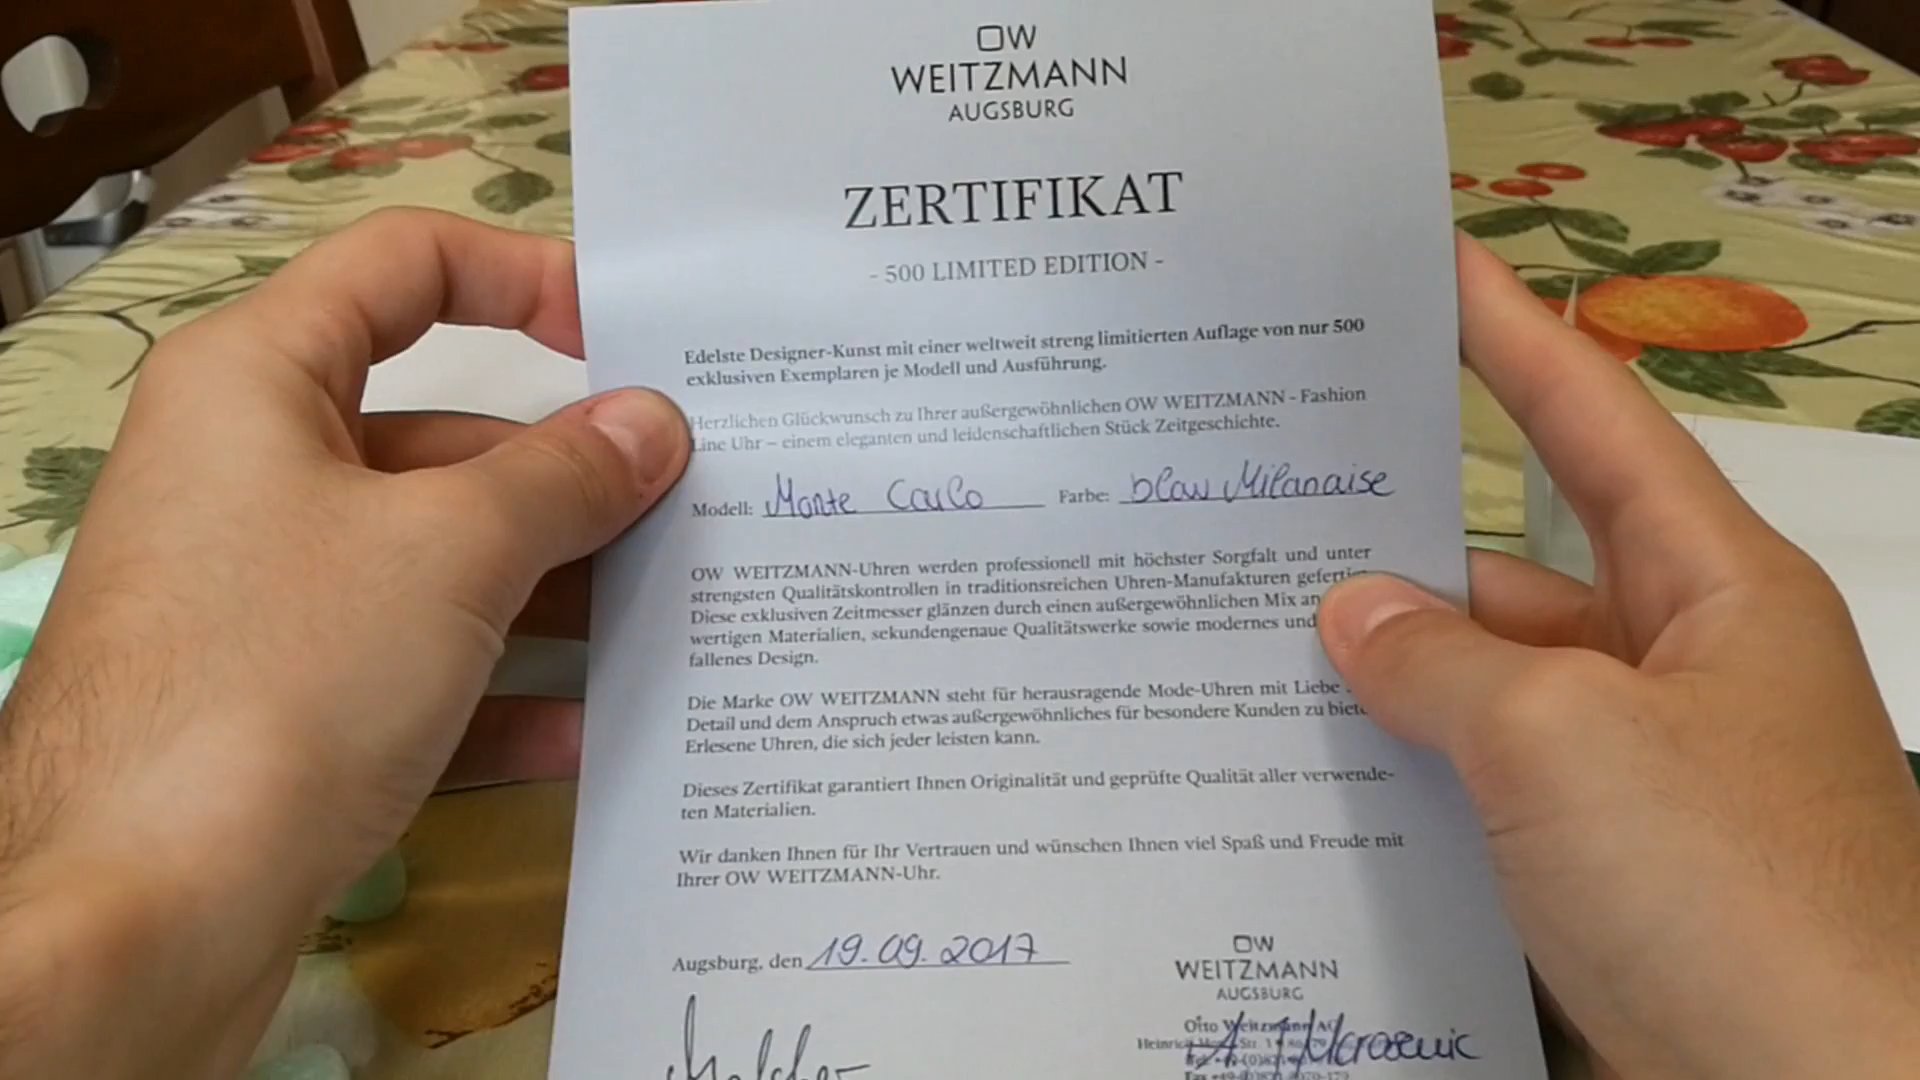 OW
WEITZMANN
AUGSBURG
ZERTIFIKAT
- 500 LIMITED EDITION -
Edelste Designer-Kunst mit einer weltweit streng limitierten Auflage von nur 500
exklusiven Exemplaren je Modell und Ausführung.
Herzlichen Glückwunsch zu Ihrer außergewöhnlichen OW WEITZMANN - Fashion
Line Uhr – einem eleganten und leidenschaftlichen Stück Zeitgeschichte.
Modell: Monte Carlo Farbe: blau Milanaise
OW WEITZMANN-Uhren werden professionell mit höchster Sorgfalt und unter
strengsten Qualitätskontrollen in traditionsreichen Uhren-Manufakturen
Diese exklusiven Zeitmesser glänzen durch einen außergewöhnlichen Mix
wertigen Materialien, sekundengenaue Qualitätswerke sowie modernes und
fallenes Design.
Die Marke OW WEITZMANN steht für herausragende Mode-Uhren mit Liebe
Detail und dem Anspruch etwas außergewöhnliches für besondere Kunden zu
Erlesene Uhren, die sich jeder leisten kann.
Dieses Zertifikat garantiert Ihnen Originalität und geprüfte Qualität aller verwende-
ten Materialien.
Wir danken Ihnen für Ihr Vertrauen und wünschen Ihnen viel Spaß und Freude mit
Ihrer OW WEITZMANN-Uhr.
Augsburg, den 19.09.2017
OW
WEITZMANN
AUGSBURG
Otto Weitzmann AG